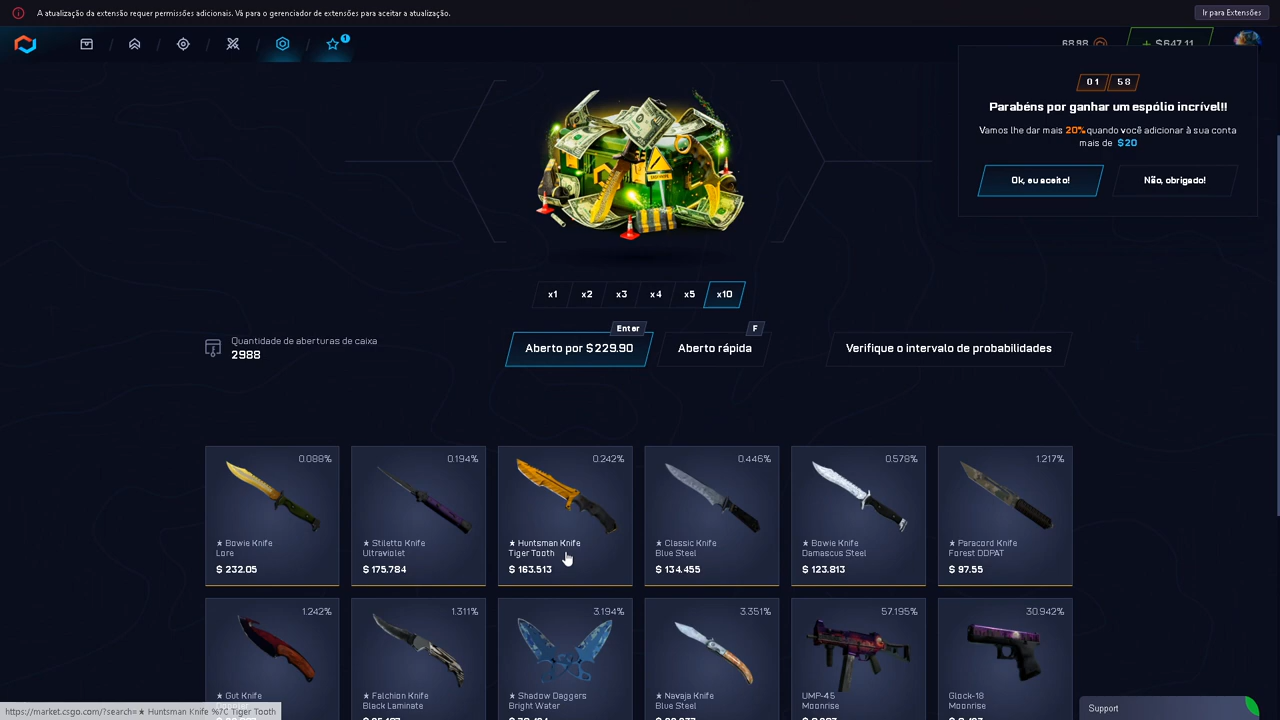 A atualização da extensão requer permissões adicionais. Vá para o gerenciador de extensões para aceitar a atualização.
Ir para Extensões
1
68.98
+ $647.11
01 58
Parabéns por ganhar um espólio incrível!!
Vamos lhe dar mais 20% quando você adicionar à sua conta
mais de $20
Ok, eu aceito!
Não, obrigado!
x1 x2 x3 x4 x5 x10
Quantidade de aberturas de caixa
2988
Enter
Aberto por $229.90
F
Aberto rápida
Verifique o intervalo de probabilidades
0.088%
★ Bowie Knife
Lore
$ 232.05
0.194%
★ Stiletto Knife
Ultraviolet
$ 175.784
0.242%
★ Huntsman Knife
Tiger Tooth
$ 163.513
0.446%
★ Classic Knife
Blue Steel
$ 134.455
0.578%
★ Bowie Knife
Damascus Steel
$ 123.813
1.217%
★ Paracord Knife
Forest DDPAT
$ 97.55
1.242%
★ Gut Knife
1.311%
★ Falchion Knife
Black Laminate
3.194%
★ Shadow Daggers
Bright Water
3.351%
★ Navaja Knife
Blue Steel
57.195%
UMP-45
Moonrise
30.942%
Glock-18
Moonrise
https://market.csgo.com/?search=★ Huntsman Knife %7C Tiger Tooth
Support